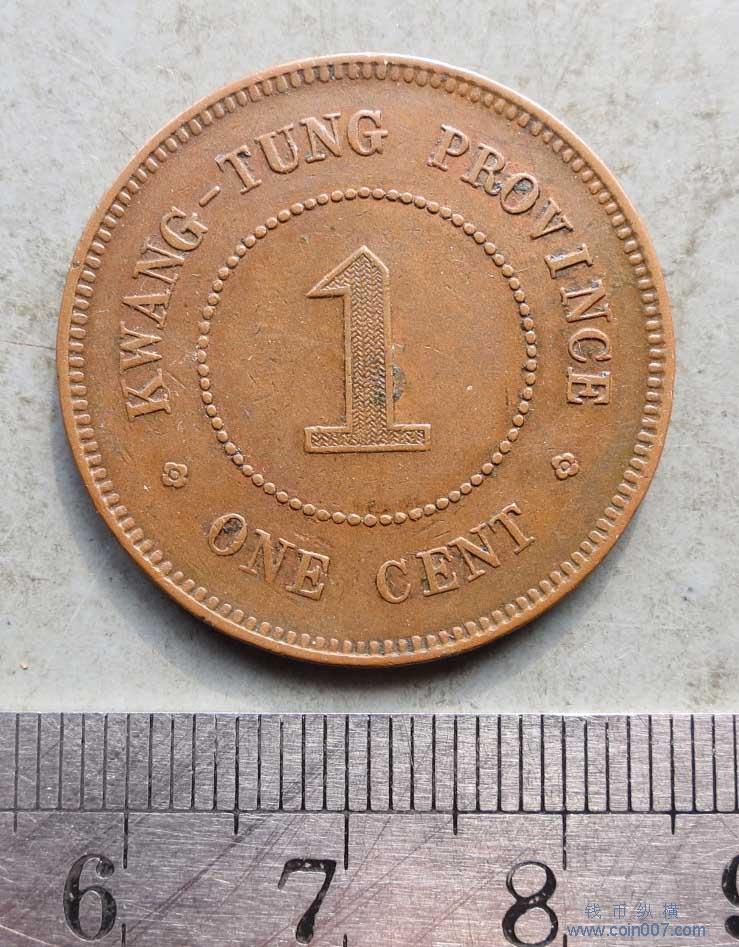 KWANG-TUNG PROVINCE
1
ONE CENT
6 7 8 9
钱币纵横
www.coin007.com